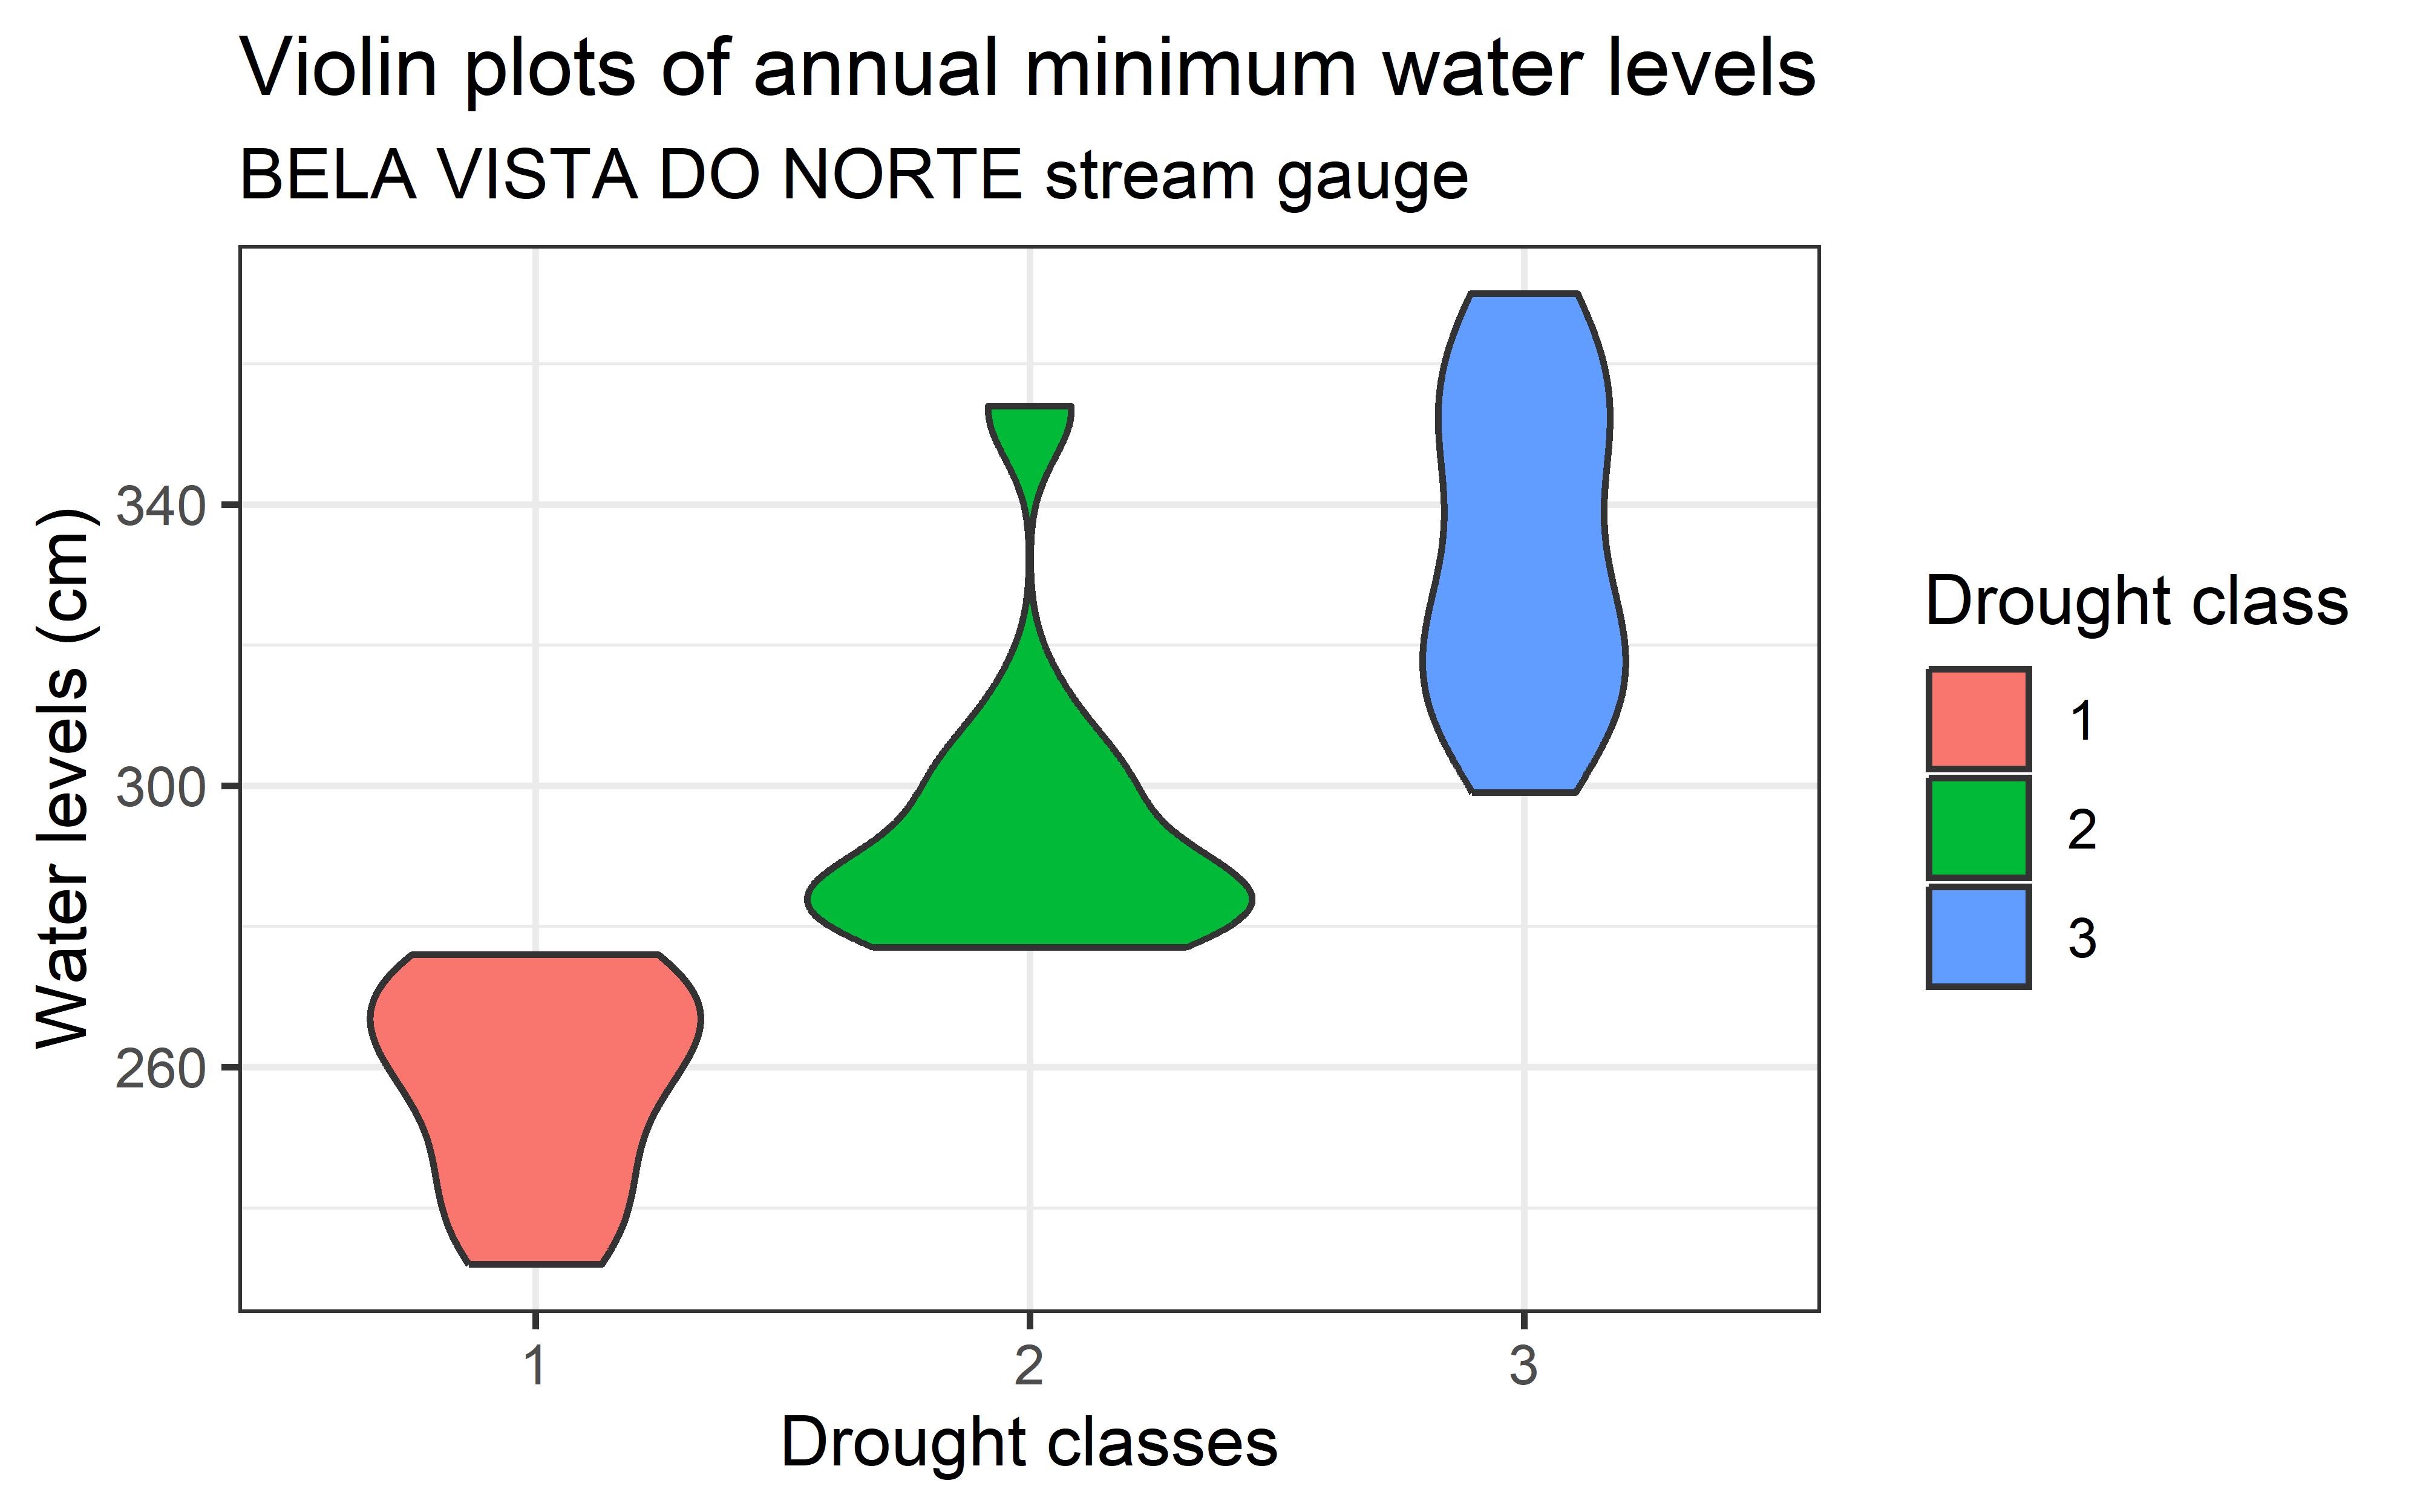 Violin plots of annual minimum water levels
BELA VISTA DO NORTE stream gauge
Water levels (cm)
340
300
260
1
2
3
Drought classes
Drought class
1
2
3